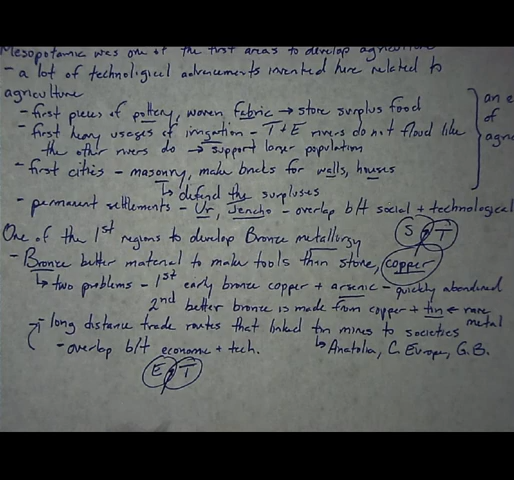 Mesopotamia was one of the first areas to develop agriculture
- a lot of technological advancements invented here related to
agriculture
- first pieces of pottery, woven fabric → store surplus food
- first heavy usages of irrigation - T + E rivers do not flood like
the other rivers do → support larger population
- first cities - masonry, make bricks for walls, houses
↳ defend the surpluses
an e
of
agri
- permanent settlements - Ur, Jericho - overlap b/t social + technological
S T
One of the 1st regions to develop Bronze metallurgy
- Bronze better material to make tools than stone, copper
↳ two problems - 1st early bronze copper + arsenic - quickly abandoned
2nd better bronze is made from copper + tin ← rare
metal
- long distance trade routes that linked tin mines to societies
↳ Anatolia, C. Europe, G.B.
- overlap b/t economic + tech.
E T